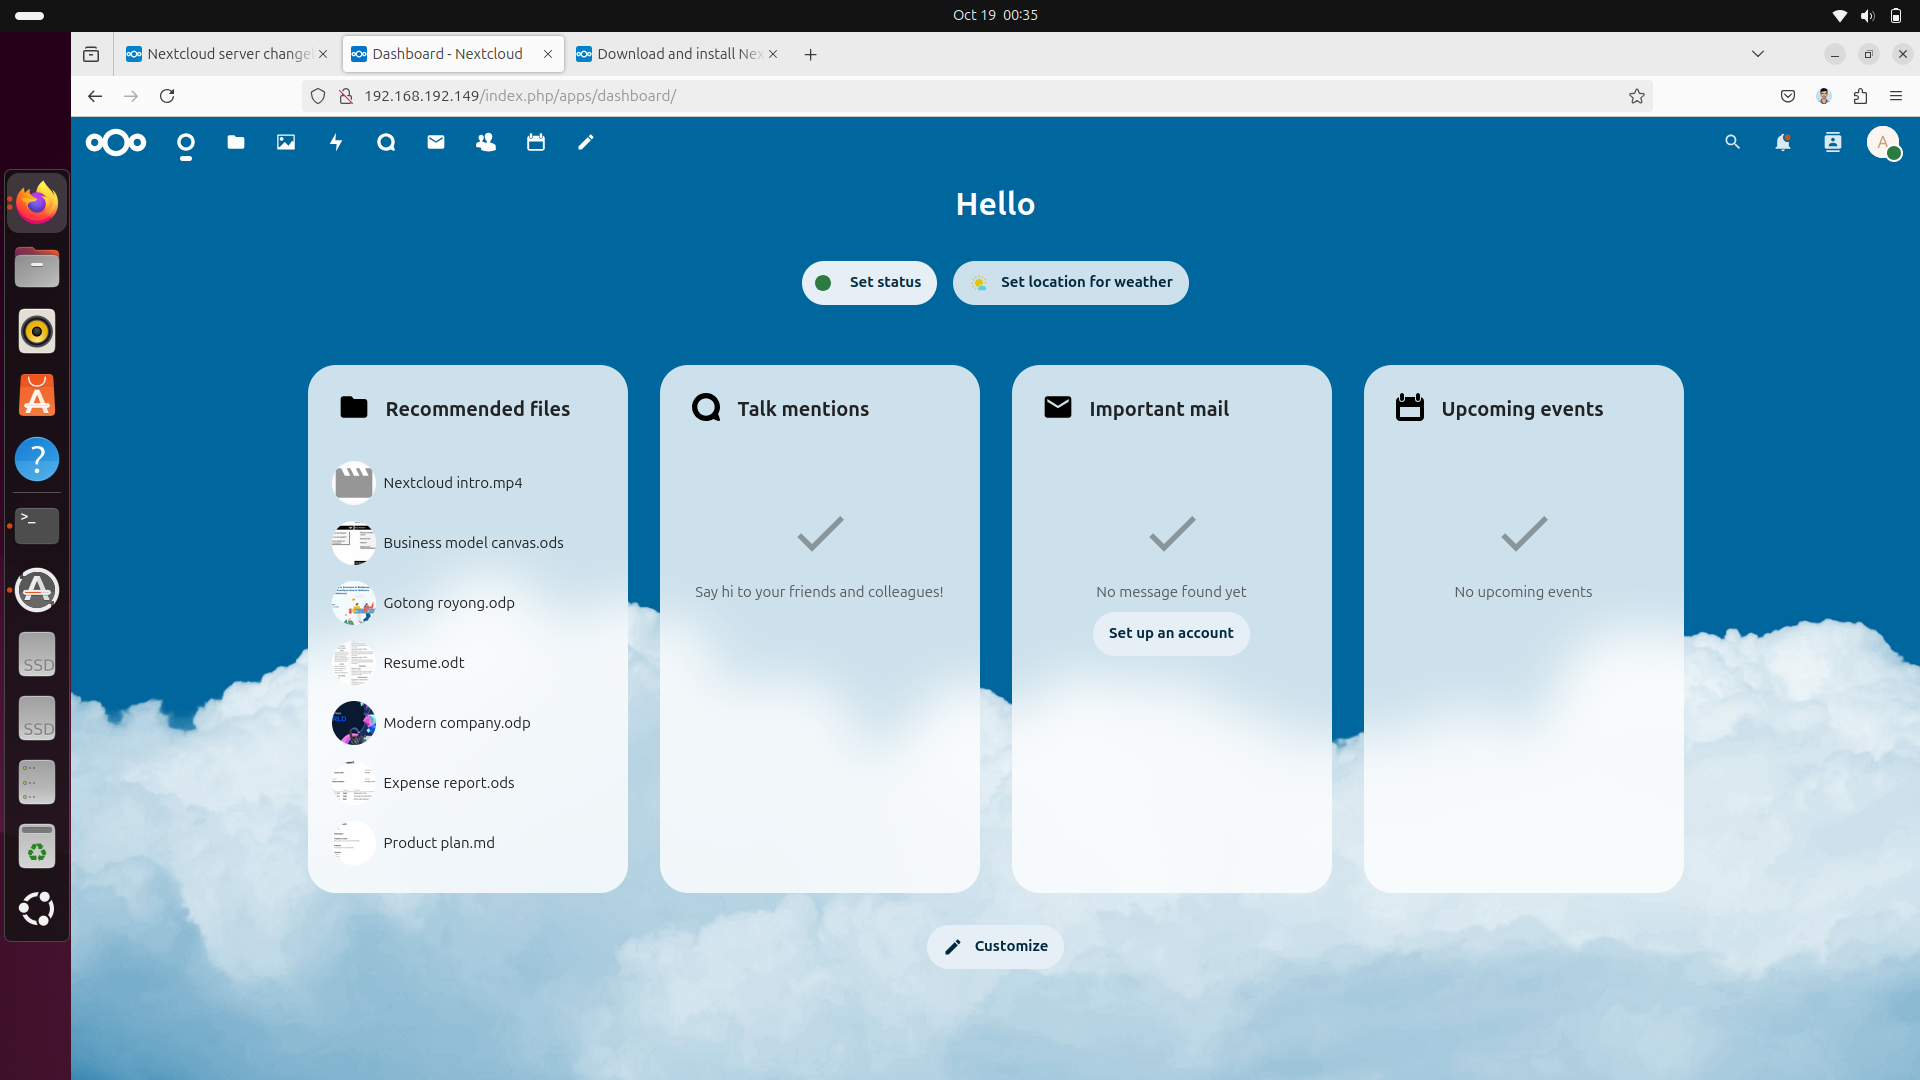 Oct 19 00:35
Nextcloud server change
Dashboard - Nextcloud
Download and install Nex
192.168.192.149/index.php/apps/dashboard/
A
Hello
Set status
Set location for weather
Recommended files
Talk mentions
Important mail
Upcoming events
Nextcloud intro.mp4
Business model canvas.ods
Gotong royong.odp
Resume.odt
Modern company.odp
Expense report.ods
Product plan.md
Say hi to your friends and colleagues!
No message found yet
Set up an account
No upcoming events
Customize
?
>_
SSD
SSD